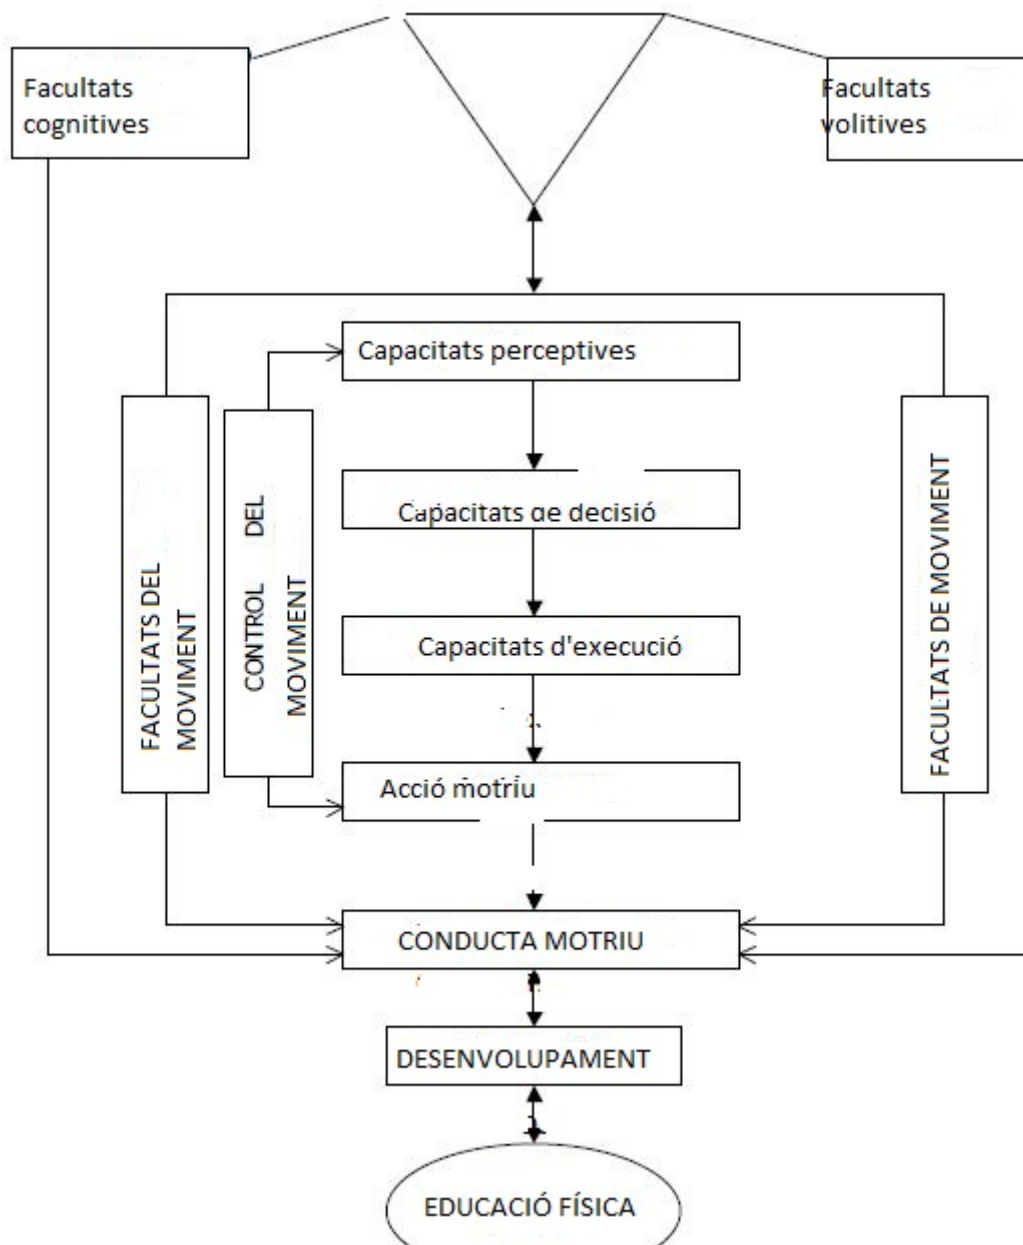 Facultats
cognitives
Facultats
volitives
Capacitats perceptives
Capacitats de decisió
Capacitats d'execució
Acció motriu
FACULTATS DEL
MOVIMENT
CONTROL DEL
MOVIMENT
FACULTATS DE MOVIMENT
CONDUCTA MOTRIU
DESENVOLUPAMENT
EDUCACIÓ FÍSICA